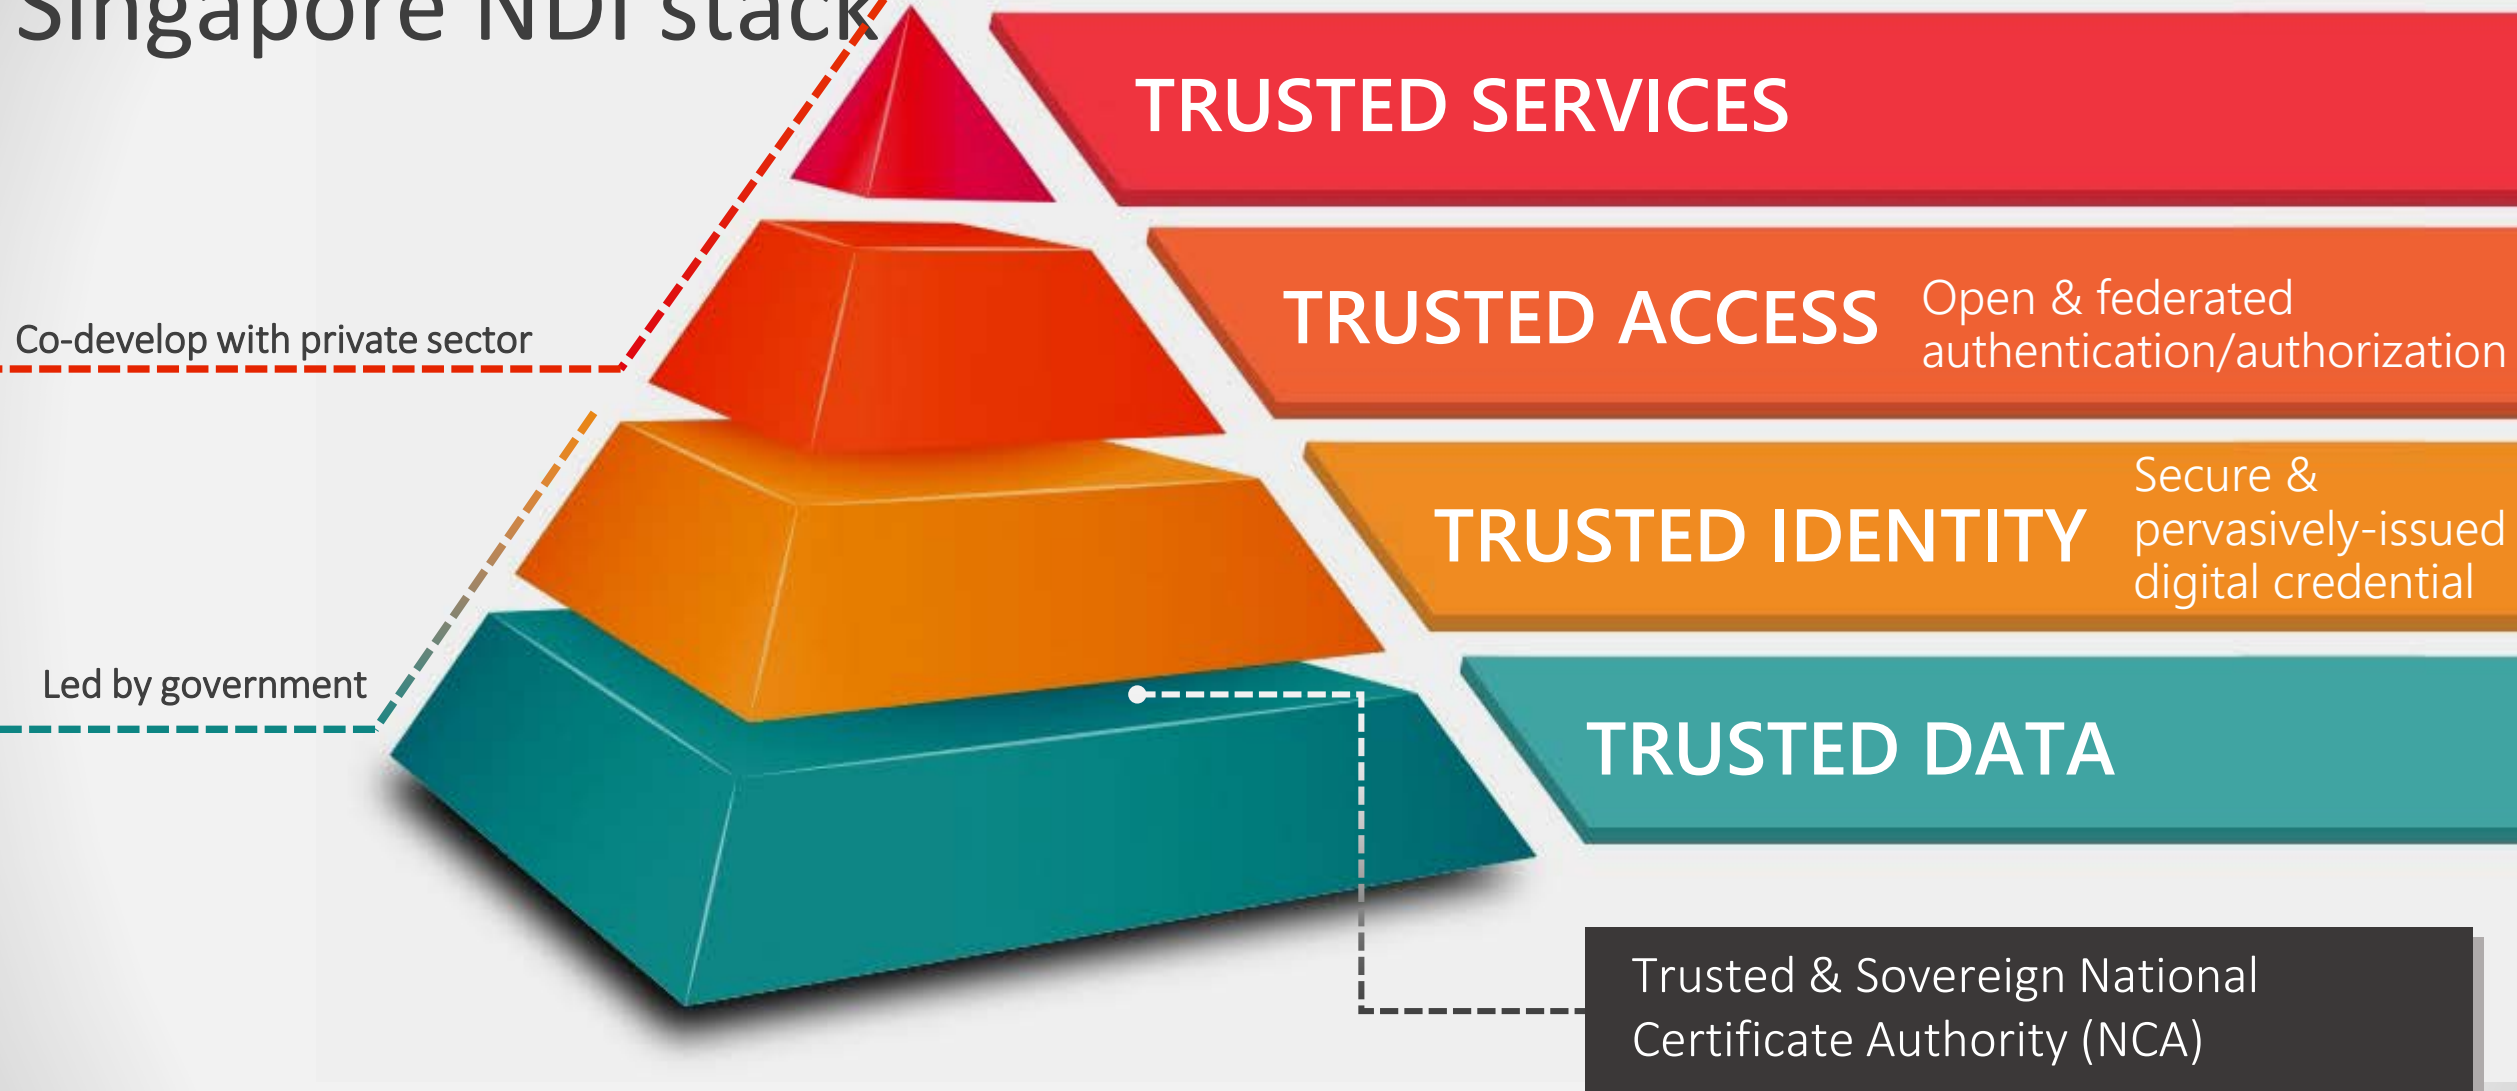 Singapore NDI stack
TRUSTED SERVICES
TRUSTED ACCESS
Open & federated
authentication/authorization
Co-develop with private sector
TRUSTED IDENTITY
Secure &
pervasively-issued
digital credential
Led by government
TRUSTED DATA
Trusted & Sovereign National
Certificate Authority (NCA)